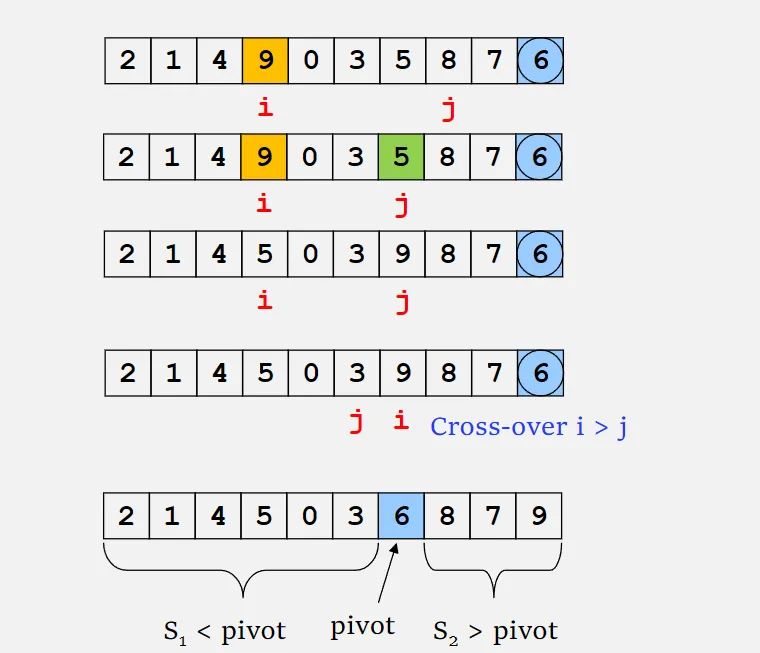 2 1 4 9 0 3 5 8 7 6
i j
2 1 4 9 0 3 5 8 7 6
i j
2 1 4 5 0 3 9 8 7 6
i j
2 1 4 5 0 3 9 8 7 6
j i Cross-over i > j
2 1 4 5 0 3 6 8 7 9
S₁ < pivot pivot S₂ > pivot